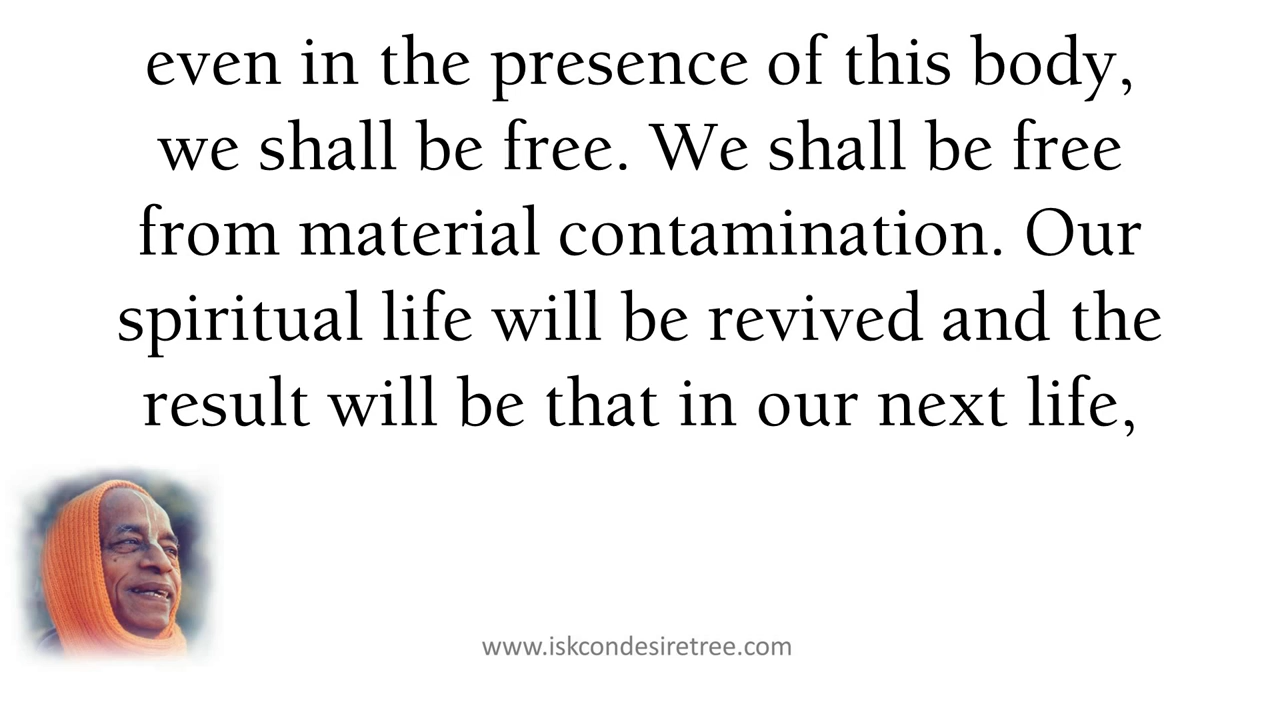 even in the presence of this body,
we shall be free. We shall be free
from material contamination. Our
spiritual life will be revived and the
result will be that in our next life,
www.iskcondesiretree.com